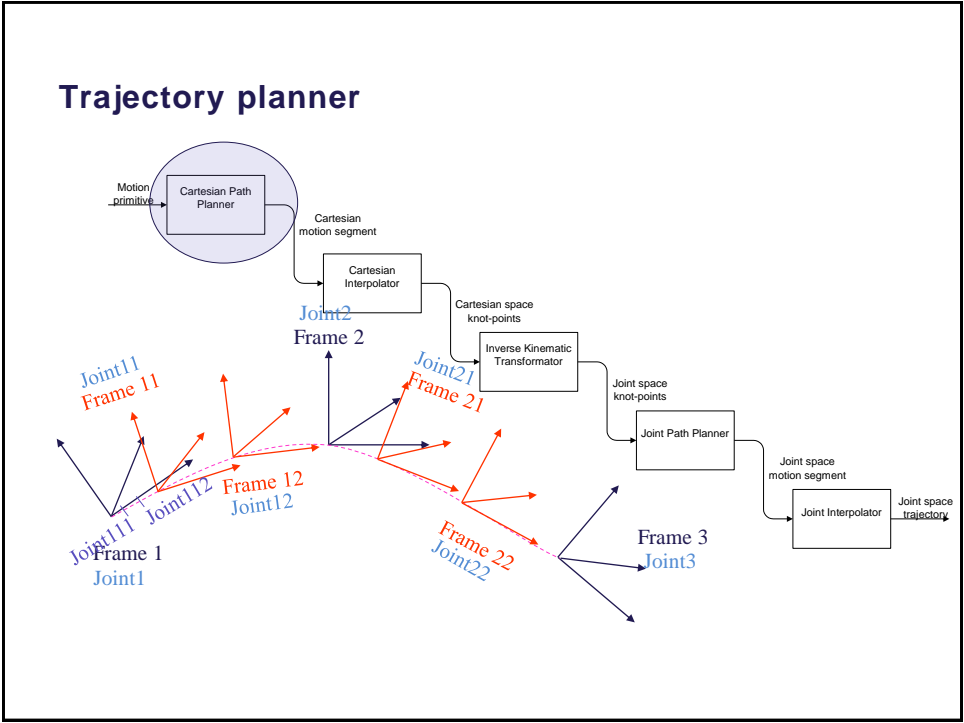 Trajectory planner
Motion
primitive
Cartesian Path
Planner
Cartesian
motion segment
Cartesian
Interpolator
Cartesian space
knot-points
Inverse Kinematic
Transformator
Joint space
knot-points
Joint Path Planner
Joint space
motion segment
Joint Interpolator
Joint space
trajectory
Joint2
Frame 2
Joint11
Frame 11
Joint21
Frame 21
Frame 12
Joint12
Joint112
Joint111
Frame 1
Joint1
Frame 22
Joint22
Frame 3
Joint3